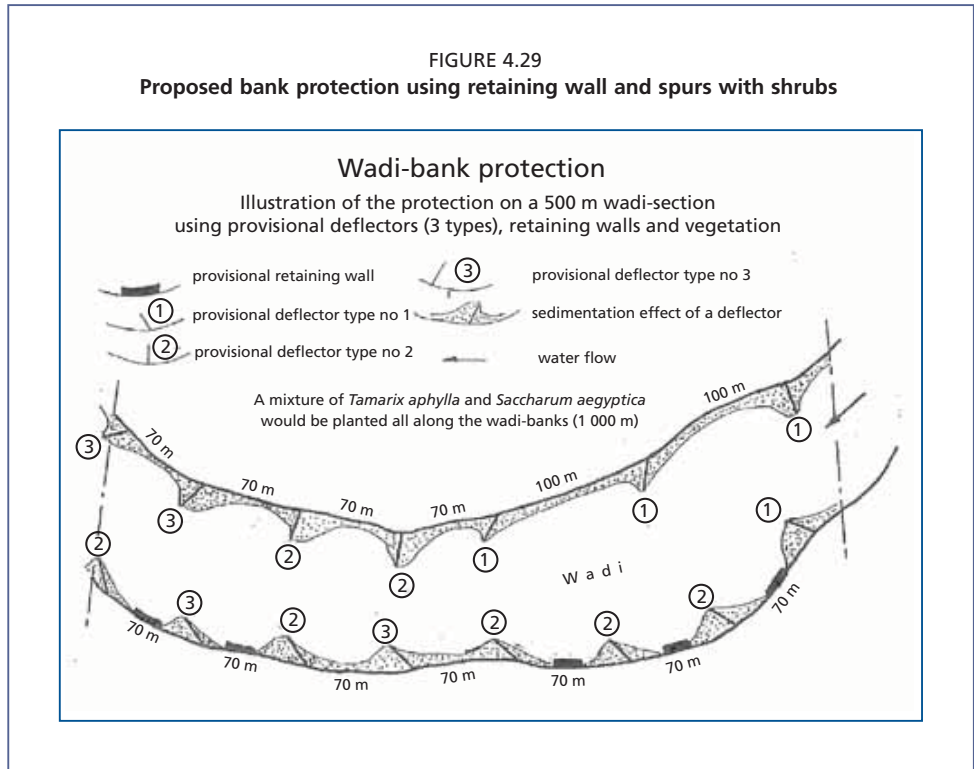 FIGURE 4.29
Proposed bank protection using retaining wall and spurs with shrubs
Wadi-bank protection
Illustration of the protection on a 500 m wadi-section
using provisional deflectors (3 types), retaining walls and vegetation
provisional retaining wall
3
provisional deflector type no 3
1
provisional deflector type no 1
sedimentation effect of a deflector
2
provisional deflector type no 2
water flow
A mixture of Tamarix aphylla and Saccharum aegyptica
would be planted all along the wadi-banks (1 000 m)
3
70 m
3
70 m
2
70 m
2
70 m
1
100 m
1
100 m
1
Wadi
2
70 m
3
70 m
2
70 m
3
70 m
2
70 m
2
70 m
2
70 m
1